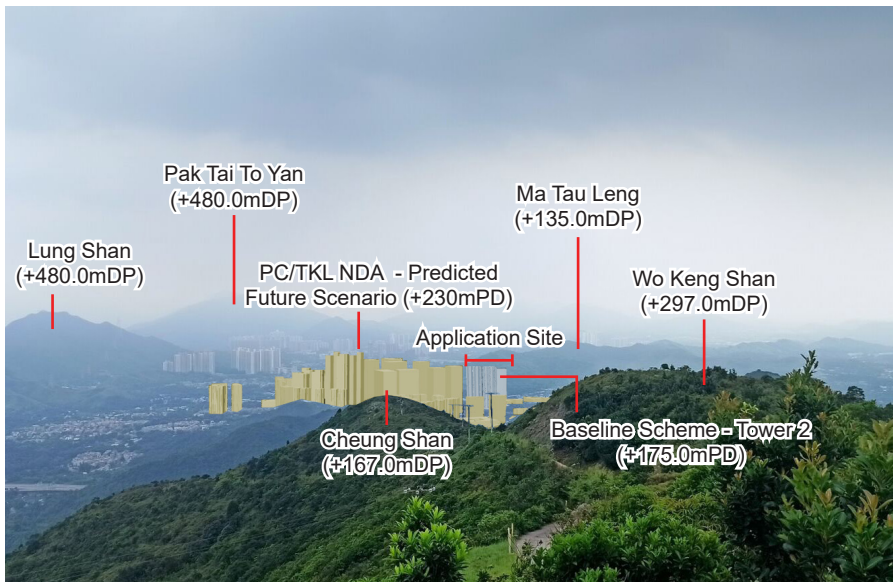 Pak Tai To Yan
(+480.0mDP)
Ma Tau Leng
(+135.0mDP)
Lung Shan
(+480.0mDP)
PC/TKL NDA - Predicted
Future Scenario (+230mPD)
Wo Keng Shan
(+297.0mDP)
Application Site
Cheung Shan
(+167.0mDP)
Baseline Scheme - Tower 2
(+175.0mPD)